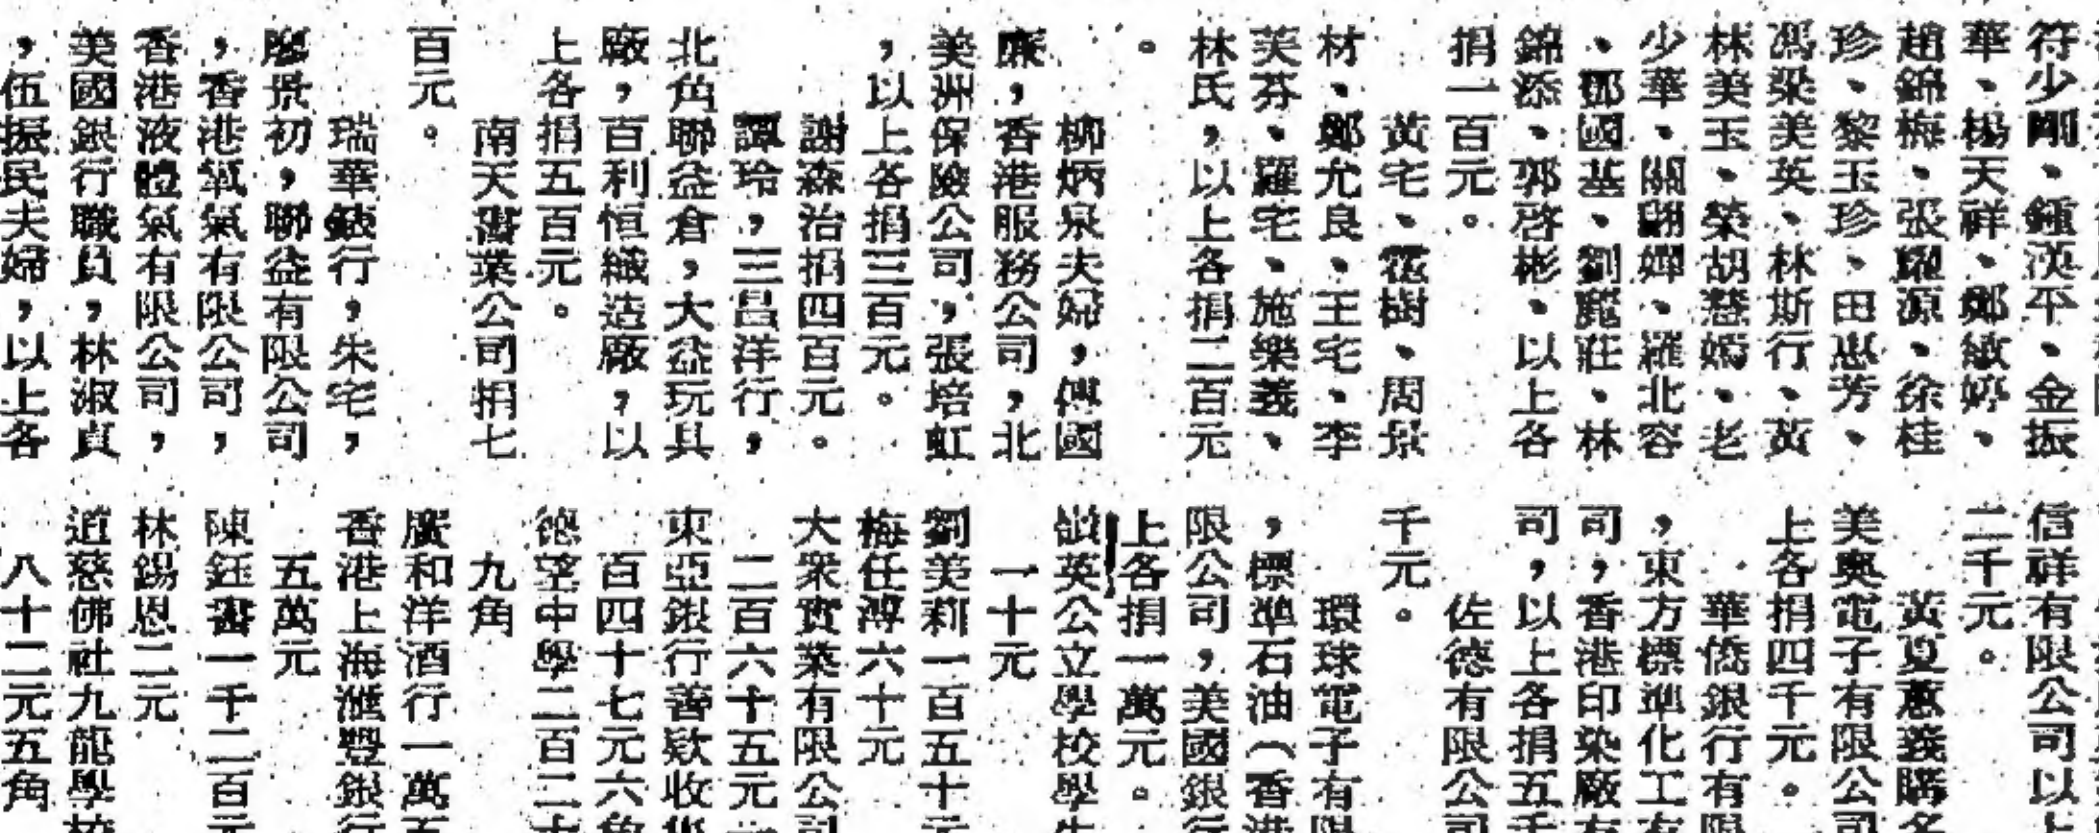 符少剛、鍾漢平、金振
華、楊天祥、鄭敏婷、
趙錦梅、張耀源、徐桂
珍、黎玉珍、田惠芳、
馮梁美英、林斯行、黃
林美玉、榮胡慧嫣、老
少華、關翩嬋、羅北容
、鄧國基、劉麗莊、林
錦添、郭啓彬、以上各
捐一百元。
黃宅、霍樹、周景
材、鄭允良、王宅、李
芙芬、羅宅、施樂義、
林氏，以上各捐二百元
。
柳炳泉夫婦，傅國
廉，香港服務公司，北
美洲保險公司，張培虹
，以上各捐三百元。
謝森治捐四百元。
譚玲，三昌洋行，
北角聯益倉，大益玩具
廠，百利恒織造廠，以
上各捐五百元。
南天書業公司捐七
百元。
瑞華銀行，朱宅，
廖景初，聯益有限公司
，香港氧氣有限公司，
香港液體氣有限公司，
美國銀行職員，林淑貞
，伍振民夫婦，以上各
信祥有限公司以上
二千元。
黃夏蕙義購名
美奧電子有限公司
上各捐四千元。
華僑銀行有限
，東方標準化工有
司，香港印染廠有
司，以上各捐五千
佐德有限公司
千元。
環球電子有限
，標準石油（香港
限公司，美國銀行
上各捐一萬元。
嶺英公立學校學生
一十元
劉美莉一百五十元
梅任溥六十元
大衆實業有限公司
二百六十五元
東亞銀行善欵收
百四十七元六角
德望中學二百二十
九角
廣和洋酒行一萬五
香港上海滙豐銀行
五萬元
陳鈺書一千二百元
林錫恩二元
道慈佛社九龍學校
八十二元五角